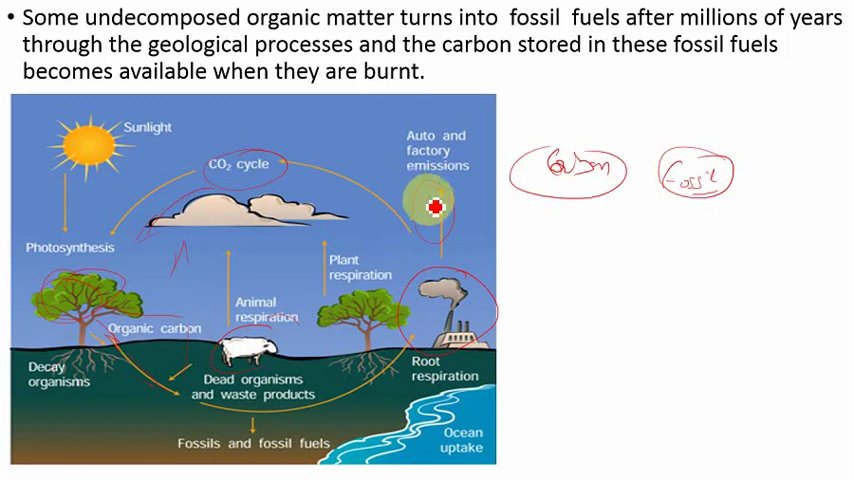 • Some undecomposed organic matter turns into fossil fuels after millions of years
through the geological processes and the carbon stored in these fossil fuels
becomes available when they are burnt.
Sunlight
CO₂ cycle
Auto and
factory
emissions
Carbon
Fossil
Photosynthesis
Plant
respiration
Animal
respiration
Organic carbon
Decay
organisms
Dead organisms
and waste products
Root
respiration
Fossils and fossil fuels
Ocean
uptake